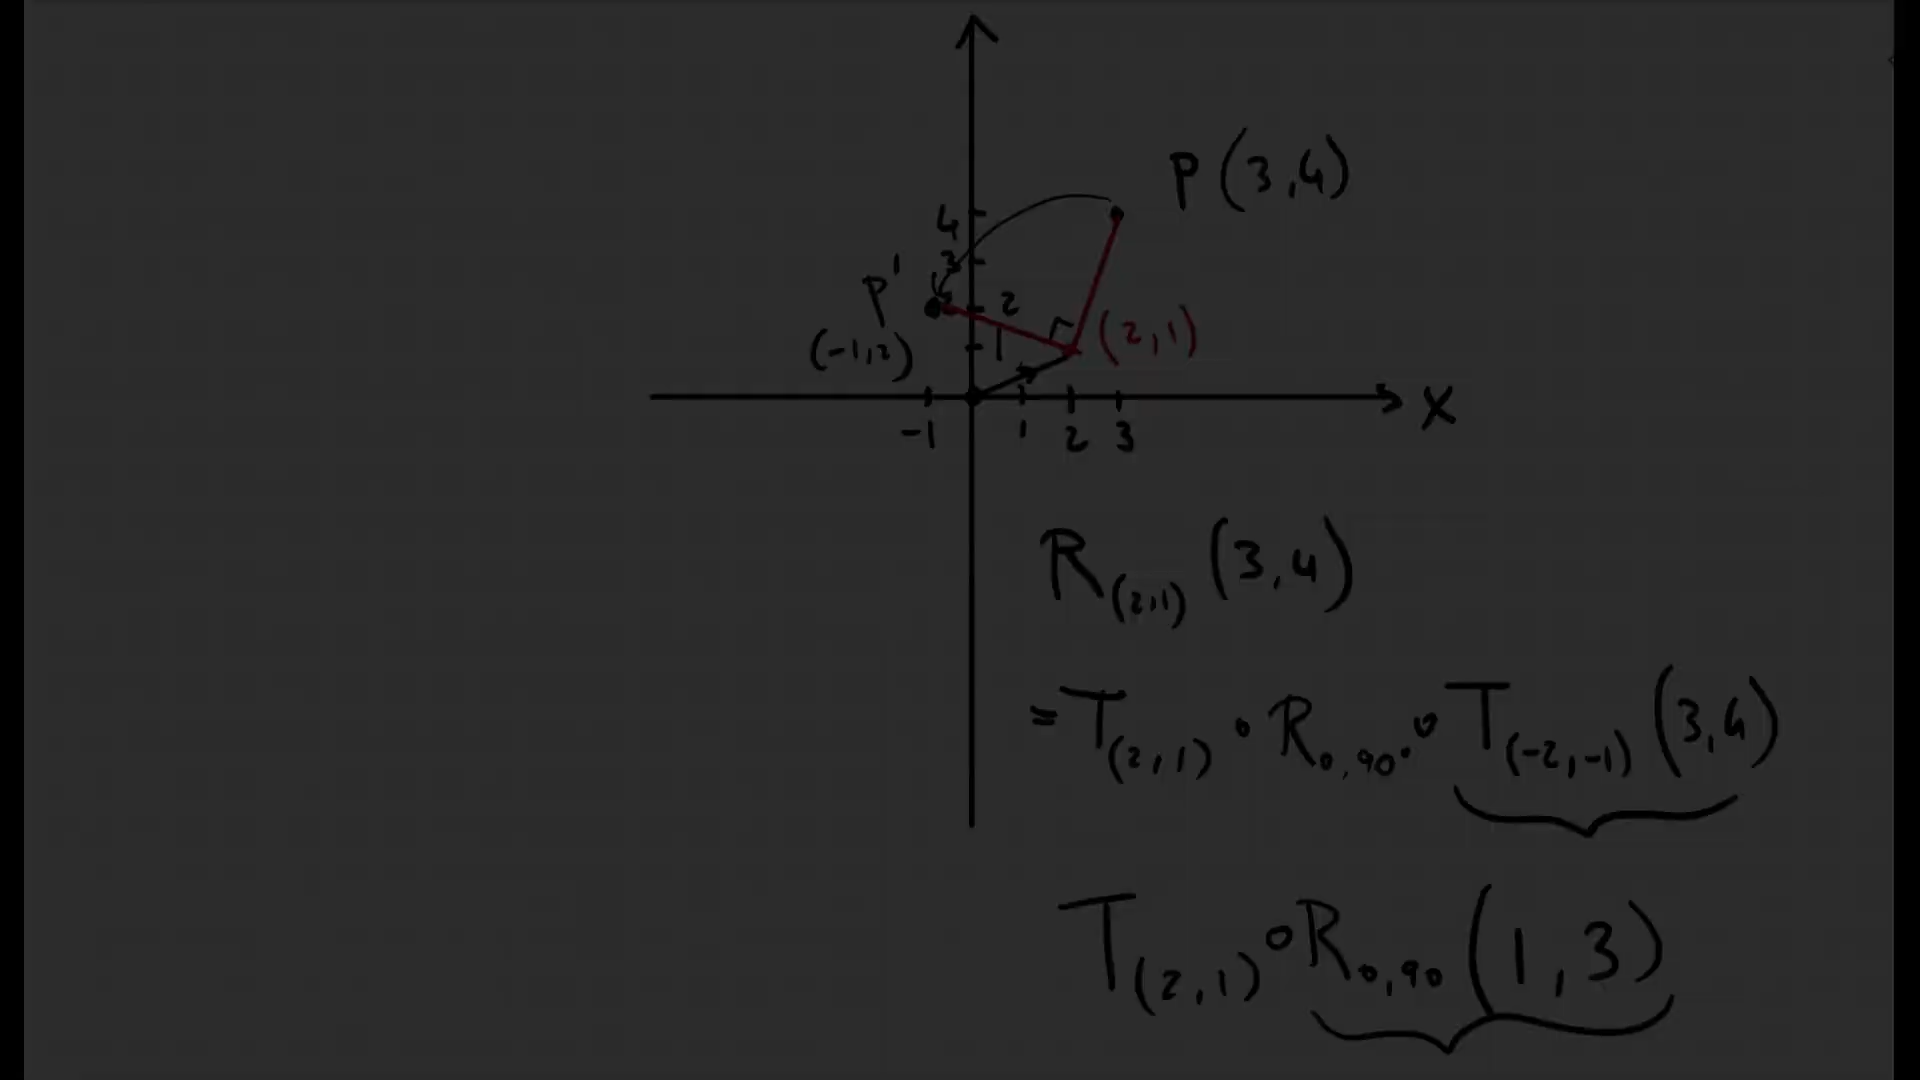 P (3,4)
4
3
P'
2
(2,1)
1
(-1,2)
X
-1 1 2 3
R(2,1) (3,4)
= T(2,1) ∘ R0,90° ∘ T(-2,-1) (3,4)
T(2,1) ∘ R0,90 (1,3)